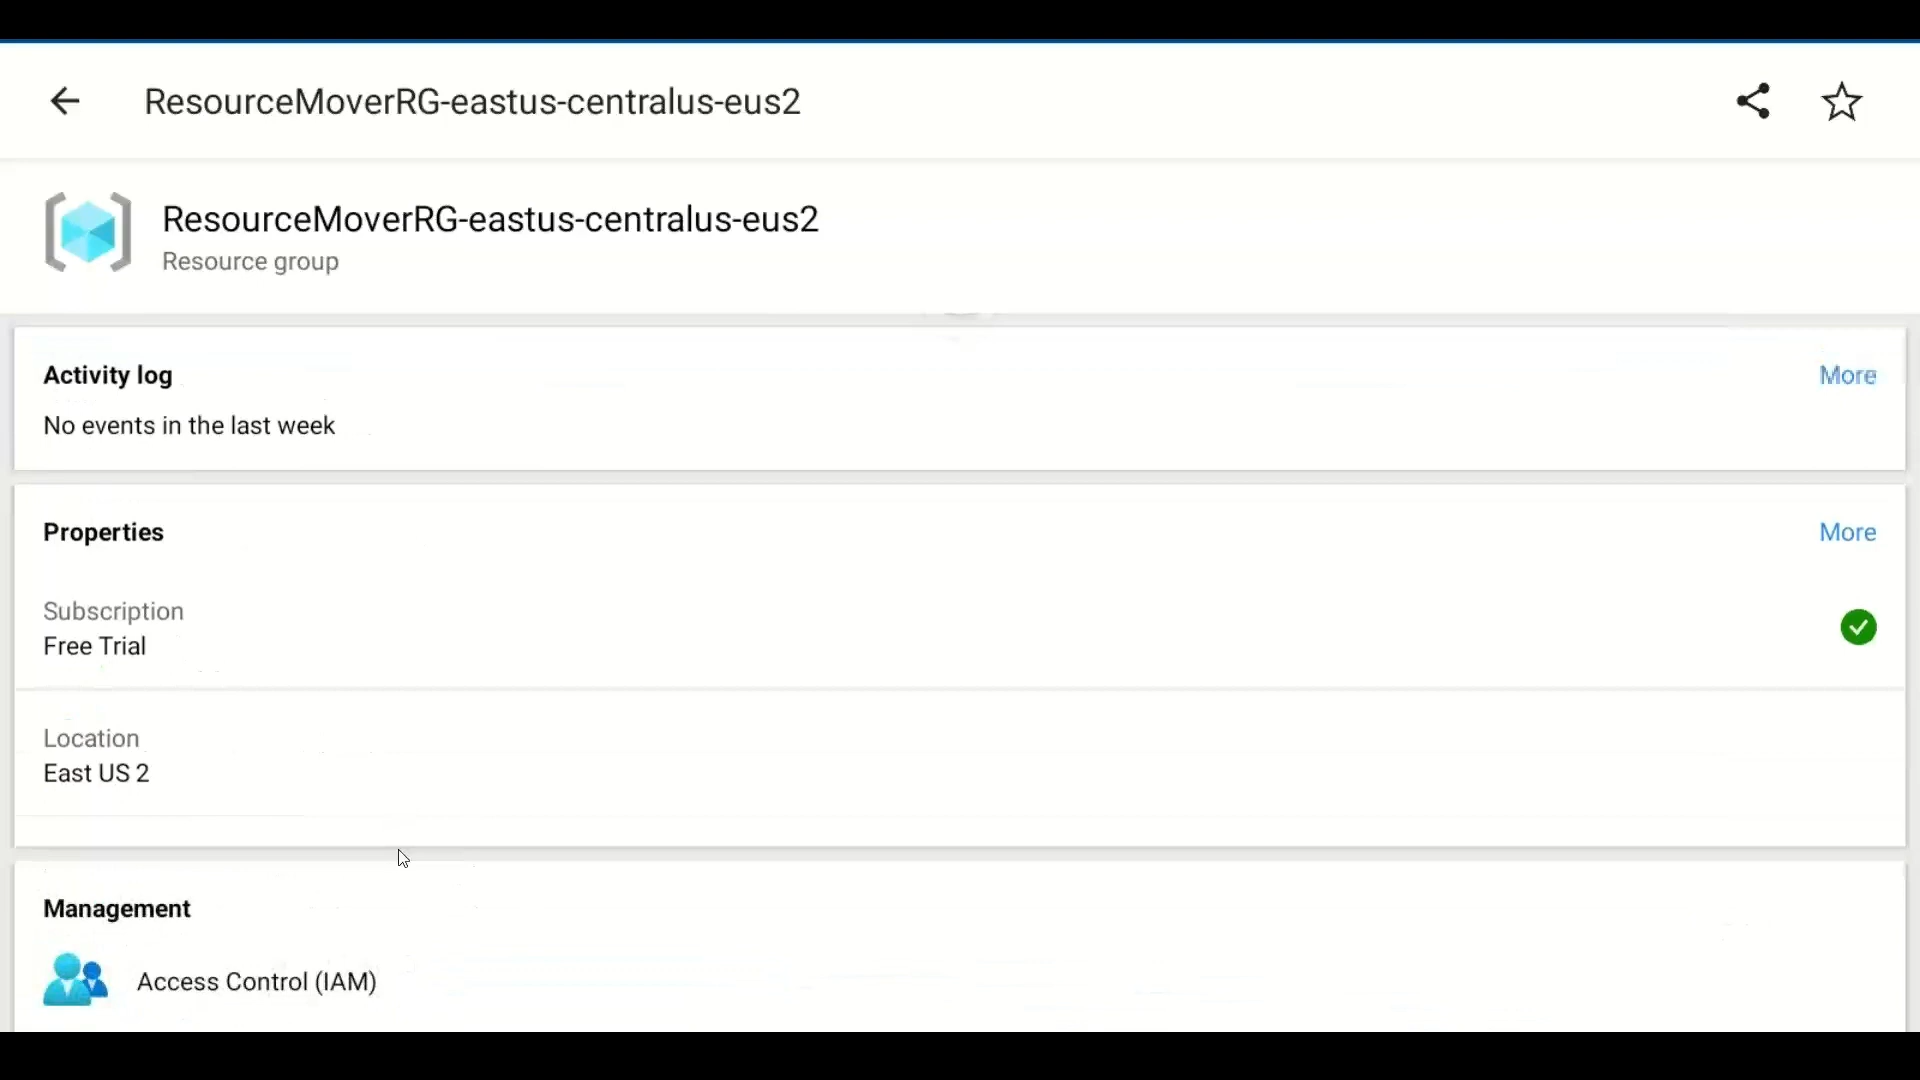 ResourceMoverRG-eastus-centralus-eus2
ResourceMoverRG-eastus-centralus-eus2
Resource group
Activity log
More
No events in the last week
Properties
More
Subscription
Free Trial
Location
East US 2
Management
Access Control (IAM)